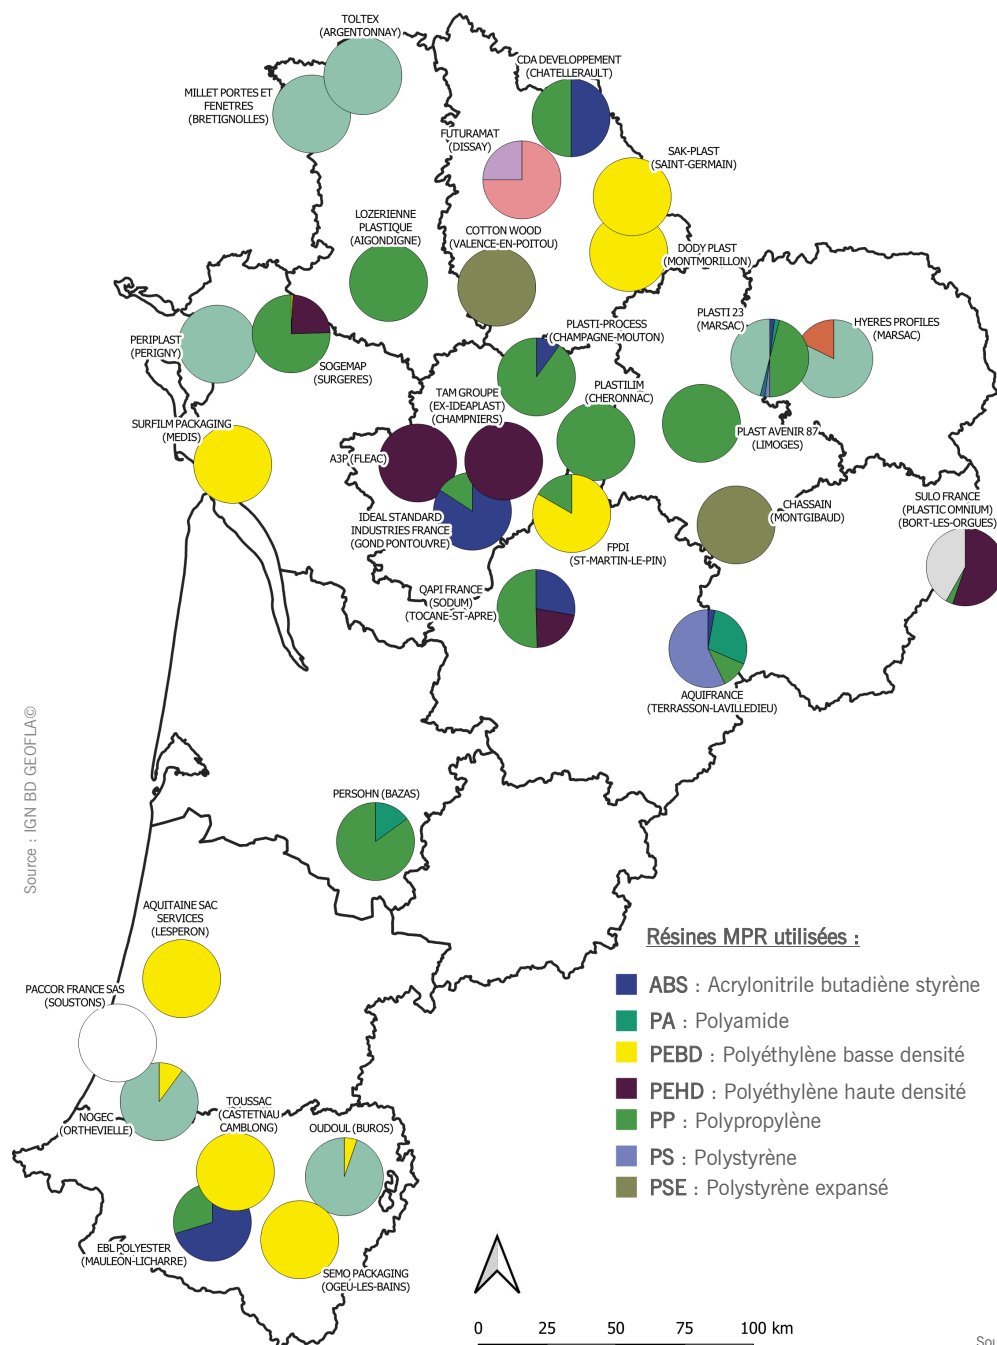 TOLTEX
(ARGENTONNAY)
CDA DEVELOPPEMENT
(CHATELLERAULT)
MILLET PORTES ET
FENETRES
(BRETIGNOLLES)
FUTURAMAT
(DISSAY)
SAK-PLAST
(SAINT-GERMAIN)
LOZERIENNE
PLASTIQUE
(AIGONDIGNE)
COTTON WOOD
(VALENCE-EN-POITOU)
DODY PLAST
(MONTMORILLON)
PERIPLAST
(PERIGNY)
SOGEMAP
(SURGERES)
PLASTI-PROCESS
(CHAMPAGNE-MOUTON)
PLASTI 23
(MARSAC)
HYERES PROFILES
(MARSAC)
TAM GROUPE
(EX-IDEAPLAST)
(CHAMPNIERS)
PLASTILIM
(CHERONNAC)
PLAST AVENIR 87
(LIMOGES)
SURFILM PACKAGING
(MEDIS)
A3P (FLEAC)
IDEAL STANDARD
INDUSTRIES FRANCE
(GOND PONTOUVRE)
FPDI
(ST-MARTIN-LE-PIN)
CHASSAIN
(MONTGIBAUD)
SULO FRANCE
(PLASTIC OMNIUM)
(BORT-LES-ORGUES)
QAPI FRANCE
(SODUM)
(TOCANE-ST-APRE)
AQUIFRANCE
(TERRASSON-LAVILLEDIEU)
Source : IGN BD GEOFLA©
PERSOHN (BAZAS)
AQUITAINE SAC
SERVICES
(LESPERON)
PACCOR FRANCE SAS
(SOUSTONS)
NOGEC
(ORTHEVIELLE)
TOUSSAC
(CASTETNAU
CAMBLONG)
OUDOUL (BUROS)
EBL POLYESTER
(MAULEON-LICHARRE)
SEMO PACKAGING
(OGEU-LES-BAINS)
Résines MPR utilisées :
ABS : Acrylonitrile butadiène styrène
PA : Polyamide
PEBD : Polyéthylène basse densité
PEHD : Polyéthylène haute densité
PP : Polypropylène
PS : Polystyrène
PSE : Polystyrène expansé
0 25 50 75 100 km
Sou